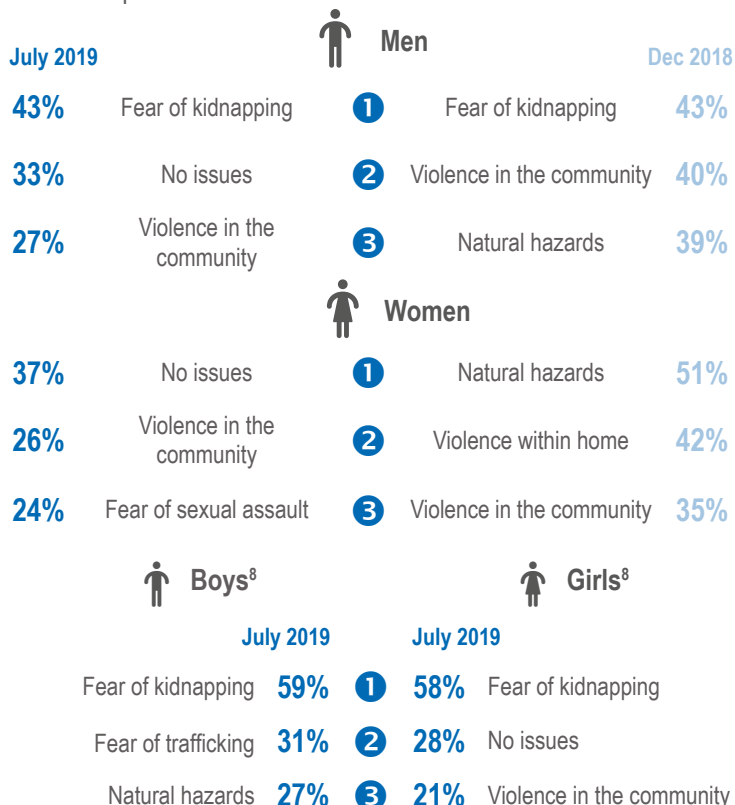 Men
July 2019 Dec 2018
43% Fear of kidnapping 1 Fear of kidnapping 43%
33% No issues 2 Violence in the community 40%
27% Violence in the community 3 Natural hazards 39%
Women
37% No issues 1 Natural hazards 51%
26% Violence in the community 2 Violence within home 42%
24% Fear of sexual assault 3 Violence in the community 35%
Boys8 Girls8
July 2019 July 2019
Fear of kidnapping 59% 1 58% Fear of kidnapping
Fear of trafficking 31% 2 28% No issues
Natural hazards 27% 3 21% Violence in the community